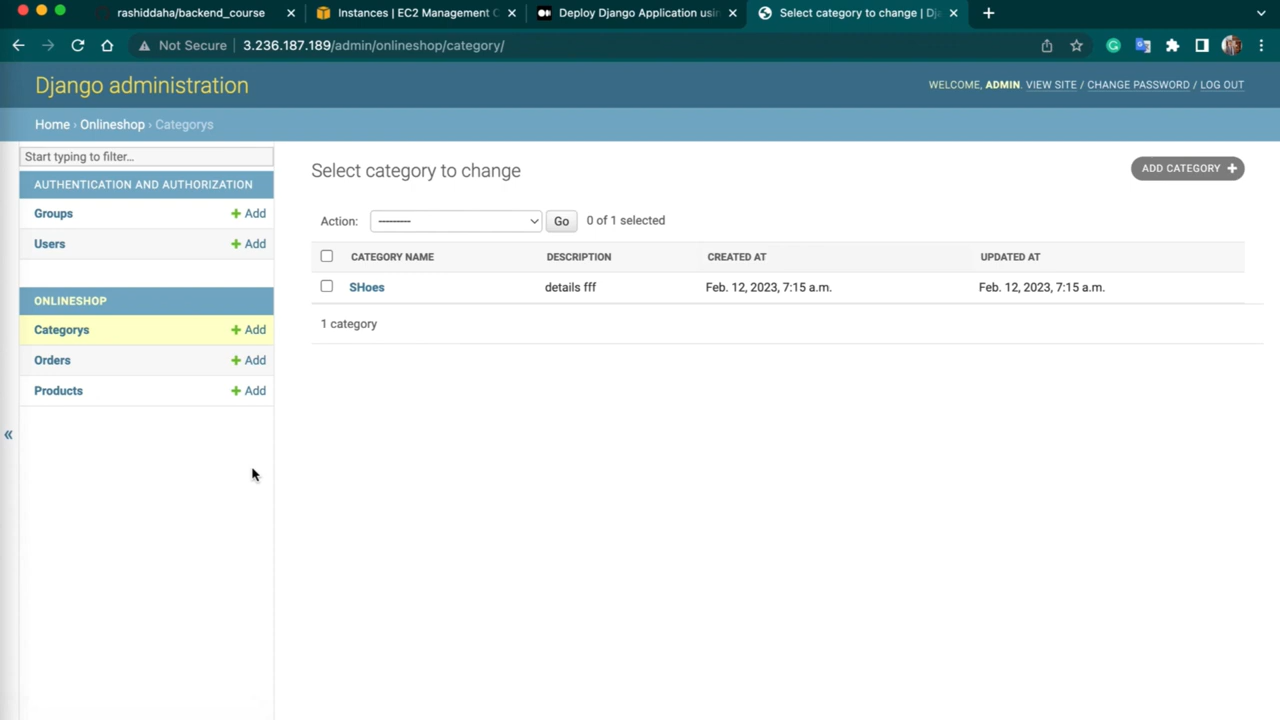 rashiddaha/backend_course
Instances | EC2 Management C
Deploy Django Application usin
Select category to change | Dj
Not Secure
3.236.187.189/admin/onlineshop/category/
Django administration
WELCOME, ADMIN. VIEW SITE / CHANGE PASSWORD / LOG OUT
Home › Onlineshop › Categorys
Start typing to filter...
AUTHENTICATION AND AUTHORIZATION
Groups + Add
Users + Add
ONLINESHOP
Categorys + Add
Orders + Add
Products + Add
«
Select category to change
ADD CATEGORY +
Action: --------- Go 0 of 1 selected
CATEGORY NAME DESCRIPTION CREATED AT UPDATED AT
SHoes details fff Feb. 12, 2023, 7:15 a.m. Feb. 12, 2023, 7:15 a.m.
1 category